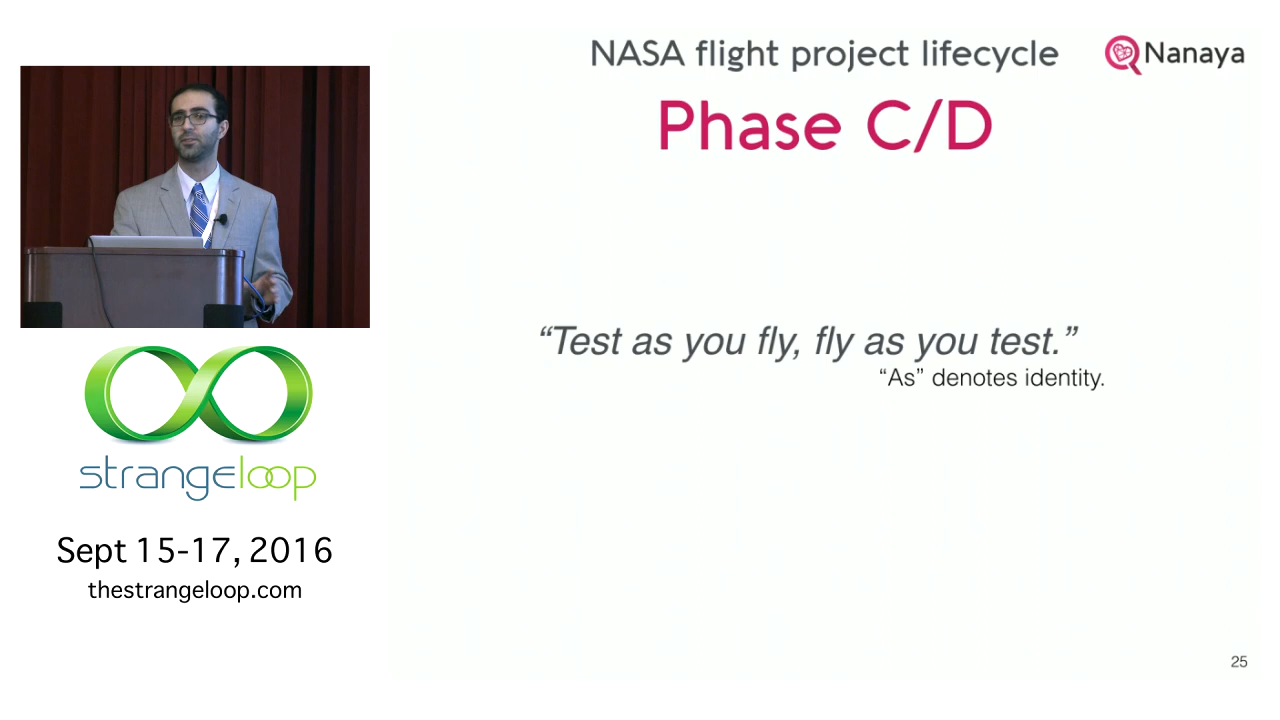 NASA flight project lifecycle
Nanaya
Phase C/D
“Test as you fly, fly as you test.”
“As” denotes identity.
strangeloop
Sept 15-17, 2016
thestrangeloop.com
25